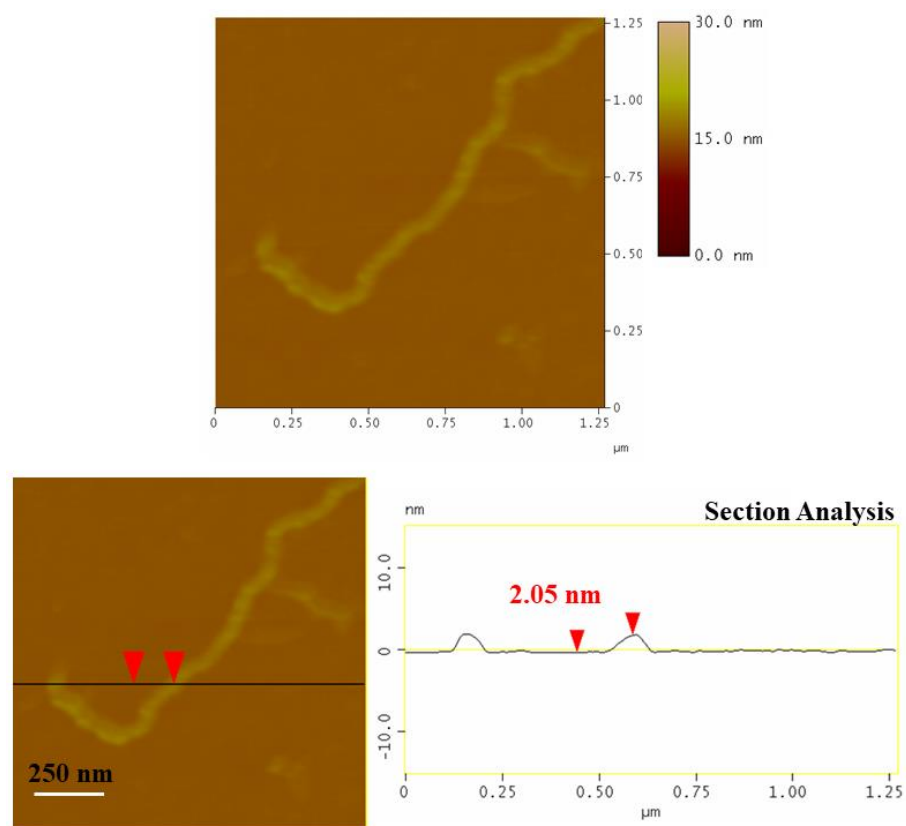 30.0 nm
15.0 nm
0.0 nm
1.25
1.00
0.75
0.50
0.25
0
0 0.25 0.50 0.75 1.00 1.25
µm
250 nm
nm
Section Analysis
10.0
0
-10.0
2.05 nm
0 0.25 0.50 0.75 1.00 1.25
µm